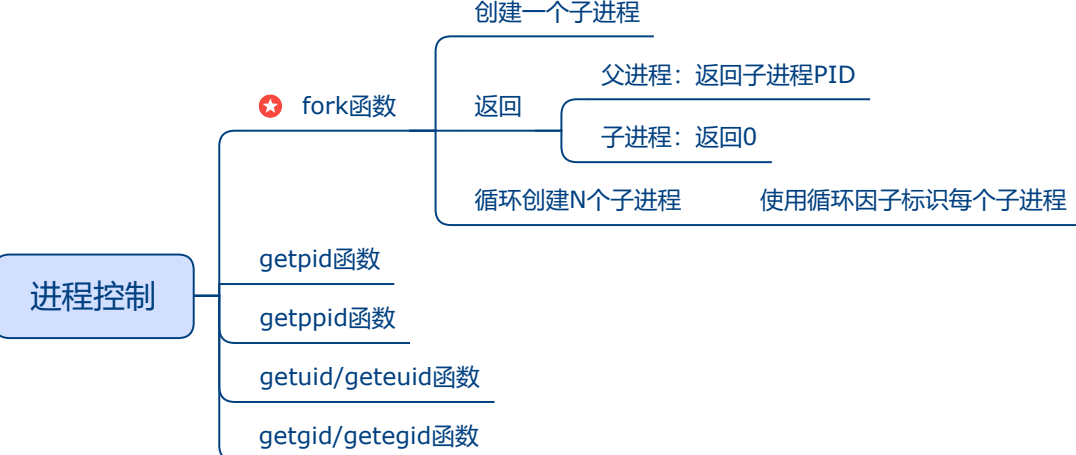 创建一个子进程
父进程：返回子进程PID
fork函数
返回
子进程：返回0
循环创建N个子进程 使用循环因子标识每个子进程
getpid函数
进程控制
getppid函数
getuid/geteuid函数
getgid/getegid函数